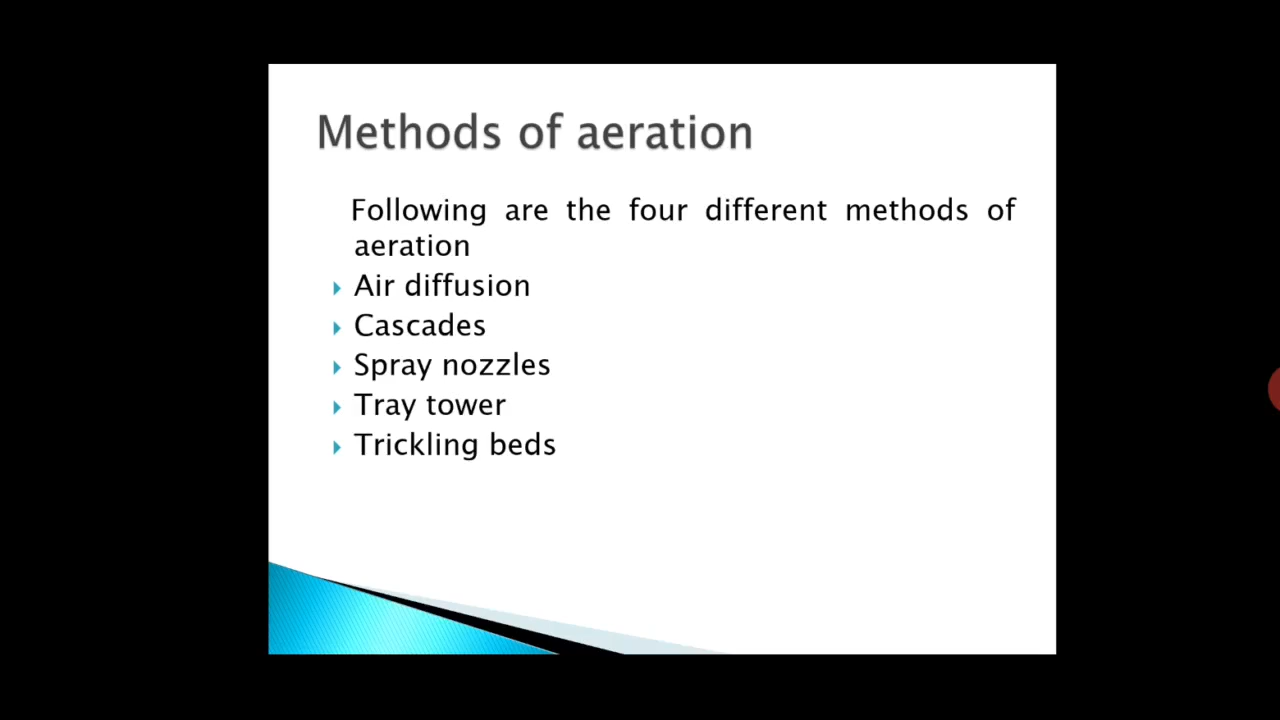 Methods of aeration
Following are the four different methods of
aeration
Air diffusion
Cascades
Spray nozzles
Tray tower
Trickling beds